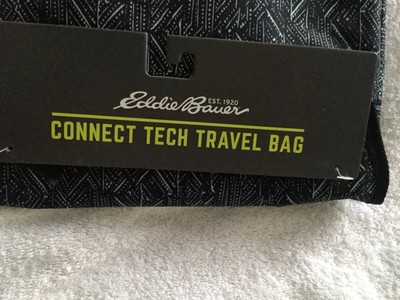 EST. 1920
Eddie Bauer
CONNECT TECH TRAVEL BAG